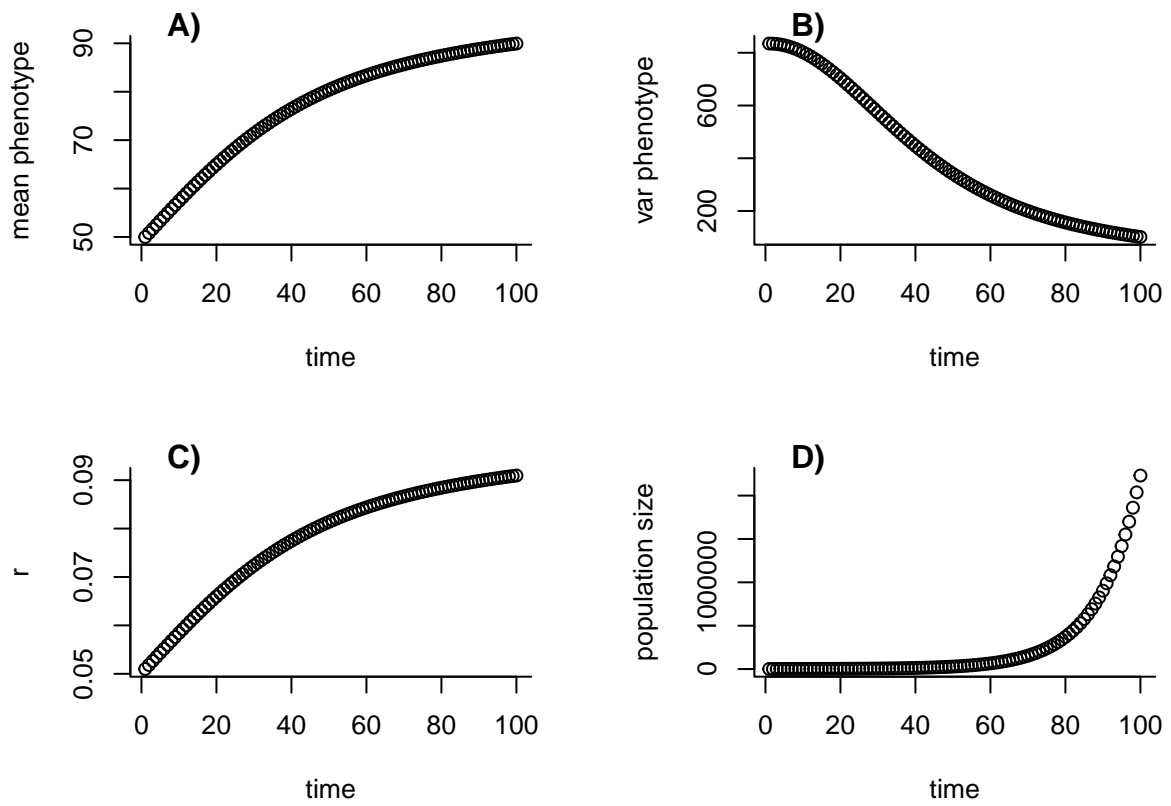 A)
mean phenotype
50
70
90
0 20 40 60 80 100
time
B)
var phenotype
200
600
0 20 40 60 80 100
time
C)
r
0.05
0.07
0.09
0 20 40 60 80 100
time
D)
population size
0
1000000
0 20 40 60 80 100
time